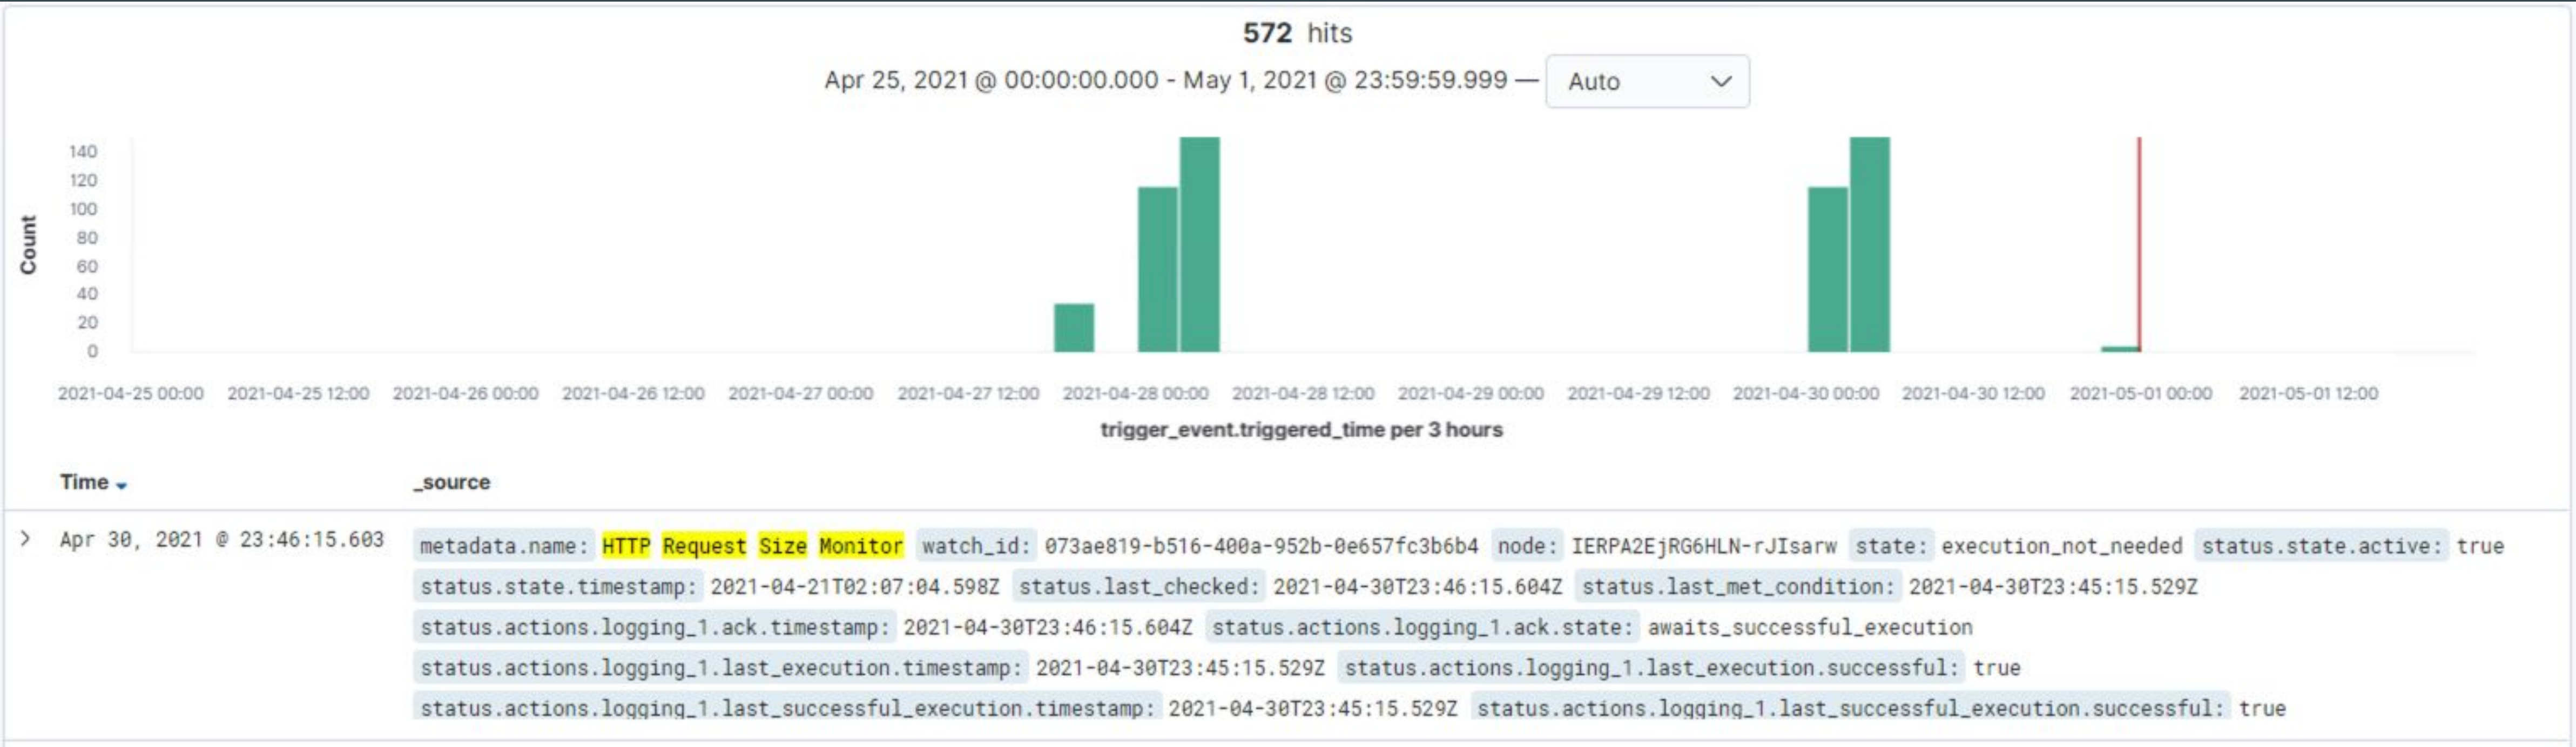 572 hits
Apr 25, 2021 @ 00:00:00.000 - May 1, 2021 @ 23:59:59.999 — Auto
Count
140
120
100
80
60
40
20
0
2021-04-25 00:00 2021-04-25 12:00 2021-04-26 00:00 2021-04-26 12:00 2021-04-27 00:00 2021-04-27 12:00 2021-04-28 00:00 2021-04-28 12:00 2021-04-29 00:00 2021-04-29 12:00 2021-04-30 00:00 2021-04-30 12:00 2021-05-01 00:00 2021-05-01 12:00
trigger_event.triggered_time per 3 hours
Time _source
Apr 30, 2021 @ 23:46:15.603 metadata.name: HTTP Request Size Monitor watch_id: 073ae819-b516-400a-952b-0e657fc3b6b4 node: IERPA2EjRG6HLN-rJIsarw state: execution_not_needed status.state.active: true
status.state.timestamp: 2021-04-21T02:07:04.598Z status.last_checked: 2021-04-30T23:46:15.604Z status.last_met_condition: 2021-04-30T23:45:15.529Z
status.actions.logging_1.ack.timestamp: 2021-04-30T23:46:15.604Z status.actions.logging_1.ack.state: awaits_successful_execution
status.actions.logging_1.last_execution.timestamp: 2021-04-30T23:45:15.529Z status.actions.logging_1.last_execution.successful: true
status.actions.logging_1.last_successful_execution.timestamp: 2021-04-30T23:45:15.529Z status.actions.logging_1.last_successful_execution.successful: true